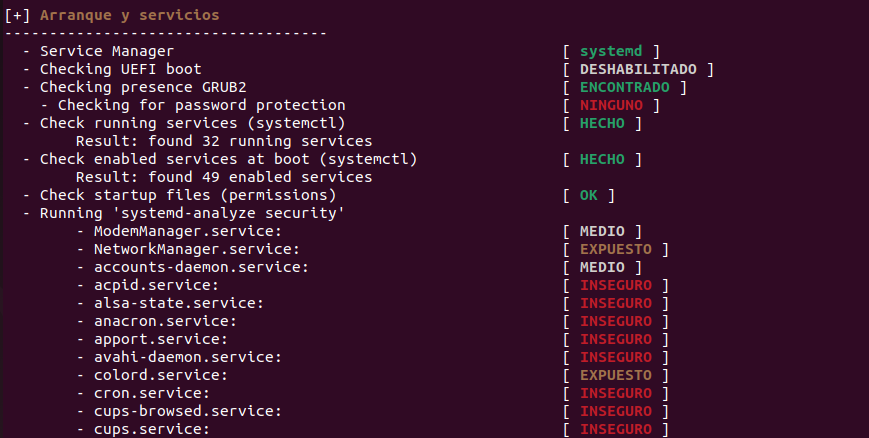 [+] Arranque y servicios
------------------------------------
- Service Manager [ systemd ]
- Checking UEFI boot [ DESHABILITADO ]
- Checking presence GRUB2 [ ENCONTRADO ]
- Checking for password protection [ NINGUNO ]
- Check running services (systemctl) [ HECHO ]
Result: found 32 running services
- Check enabled services at boot (systemctl) [ HECHO ]
Result: found 49 enabled services
- Check startup files (permissions) [ OK ]
- Running 'systemd-analyze security'
- ModemManager.service: [ MEDIO ]
- NetworkManager.service: [ EXPUESTO ]
- accounts-daemon.service: [ MEDIO ]
- acpid.service: [ INSEGURO ]
- alsa-state.service: [ INSEGURO ]
- anacron.service: [ INSEGURO ]
- apport.service: [ INSEGURO ]
- avahi-daemon.service: [ INSEGURO ]
- colord.service: [ EXPUESTO ]
- cron.service: [ INSEGURO ]
- cups-browsed.service: [ INSEGURO ]
- cups.service: [ INSEGURO ]